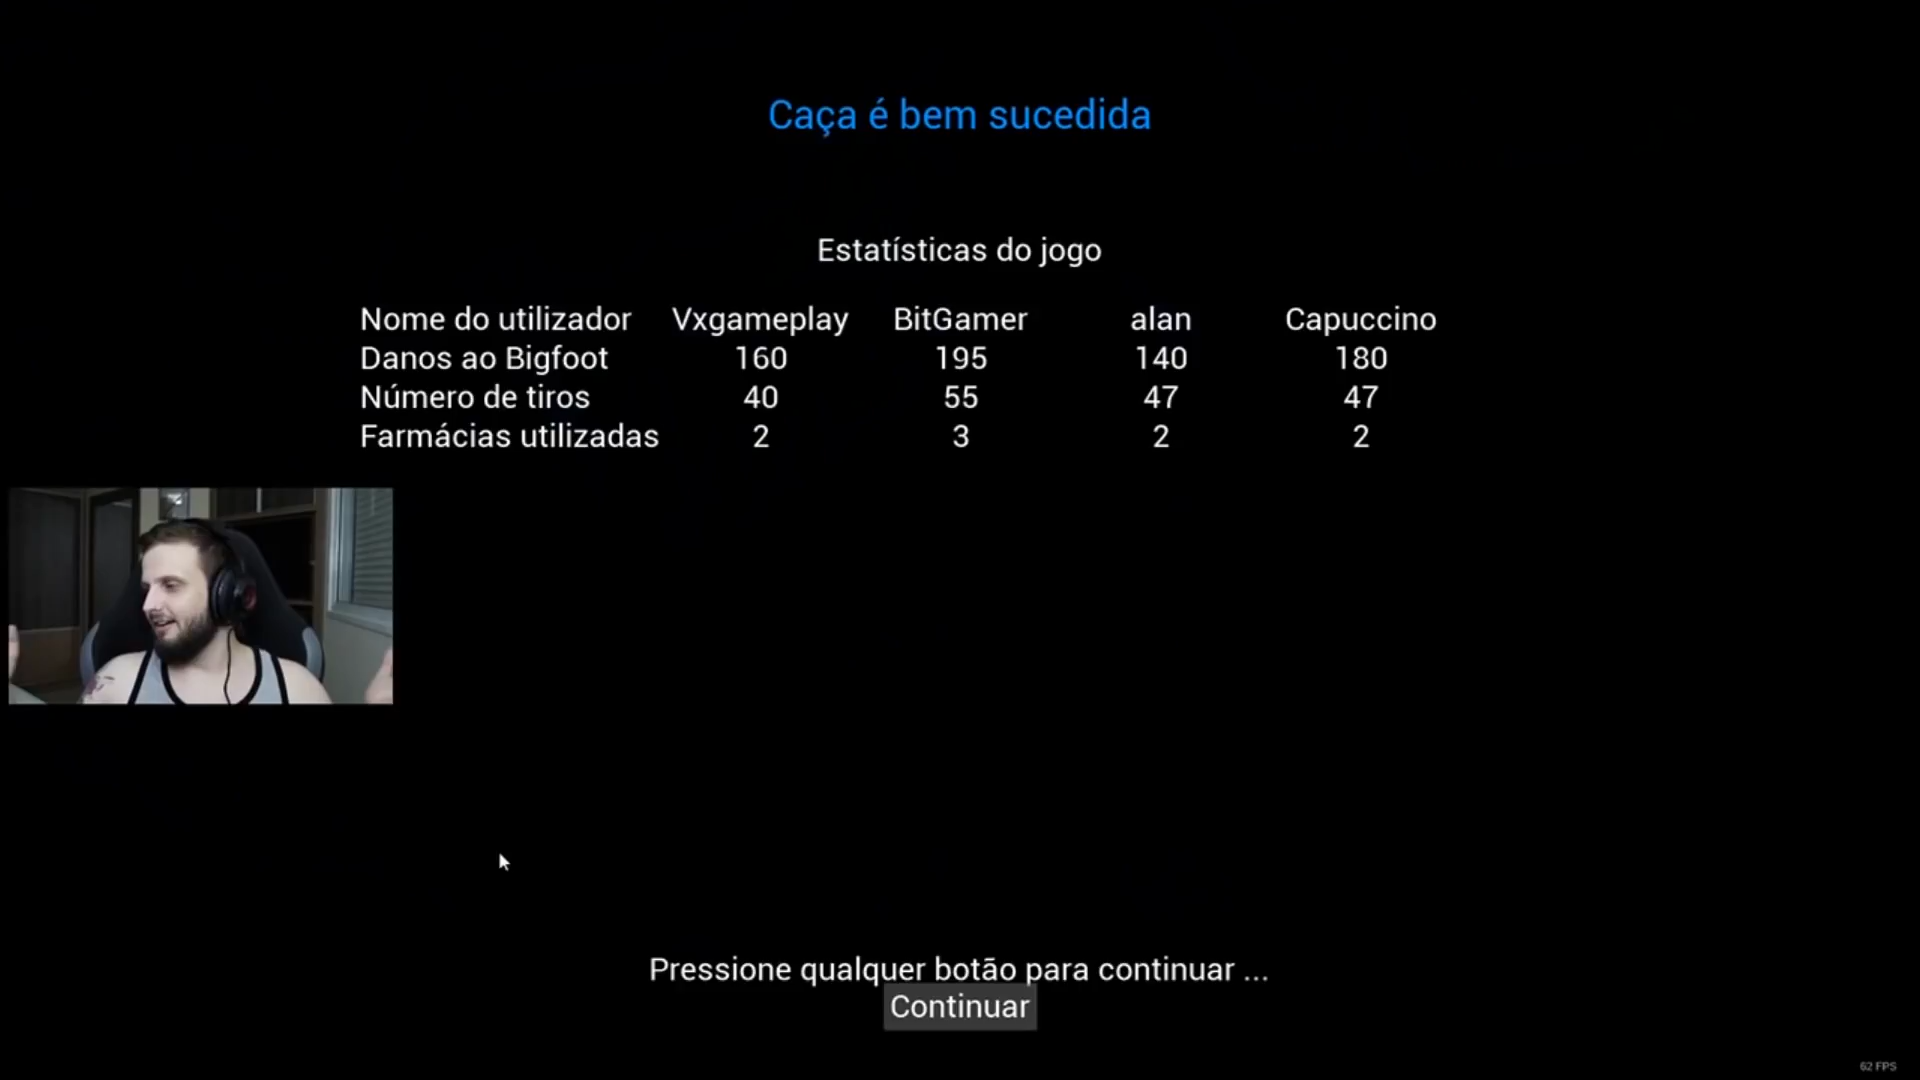 Caça é bem sucedida
Estatísticas do jogo
Nome do utilizador Vxgameplay BitGamer alan Capuccino
Danos ao Bigfoot 160 195 140 180
Número de tiros 40 55 47 47
Farmácias utilizadas 2 3 2 2
Pressione qualquer botão para continuar ...
Continuar
62 FPS